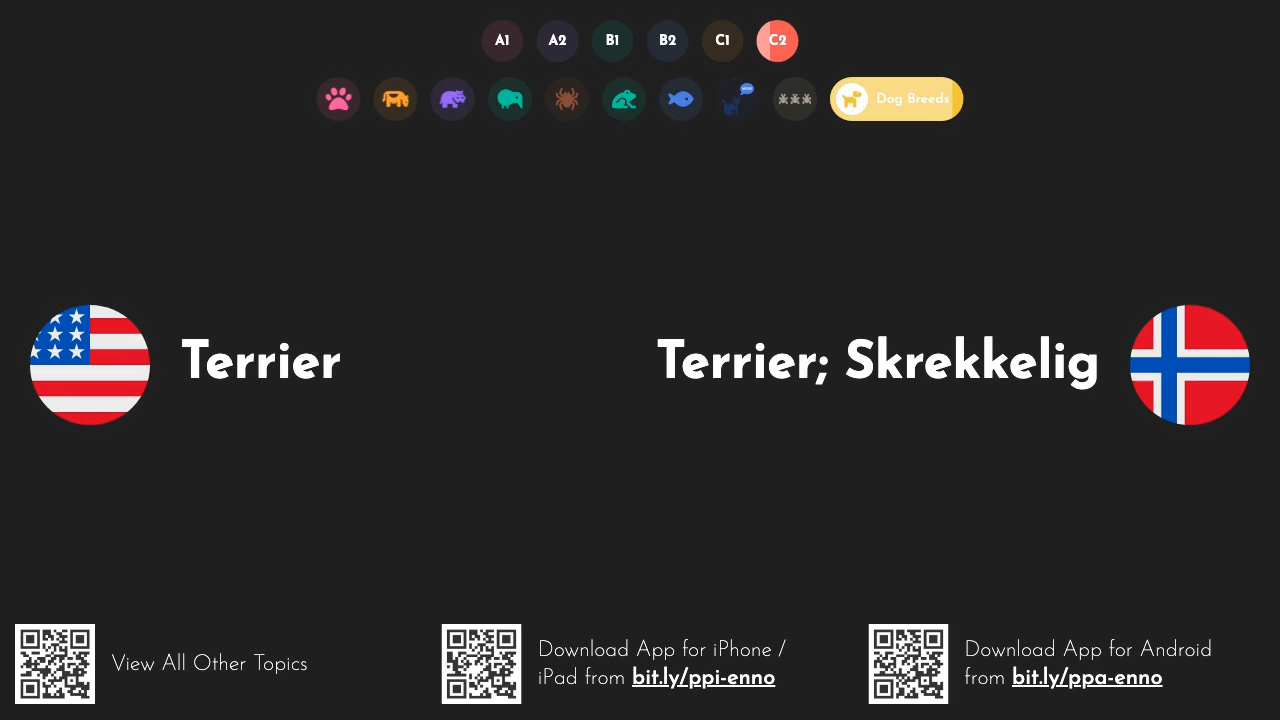 A1 A2 B1 B2 C1 C2
Dog Breeds
Terrier
Terrier; Skrekkelig
View All Other Topics
Download App for iPhone /
iPad from bit.ly/ppi-enno
Download App for Android
from bit.ly/ppa-enno